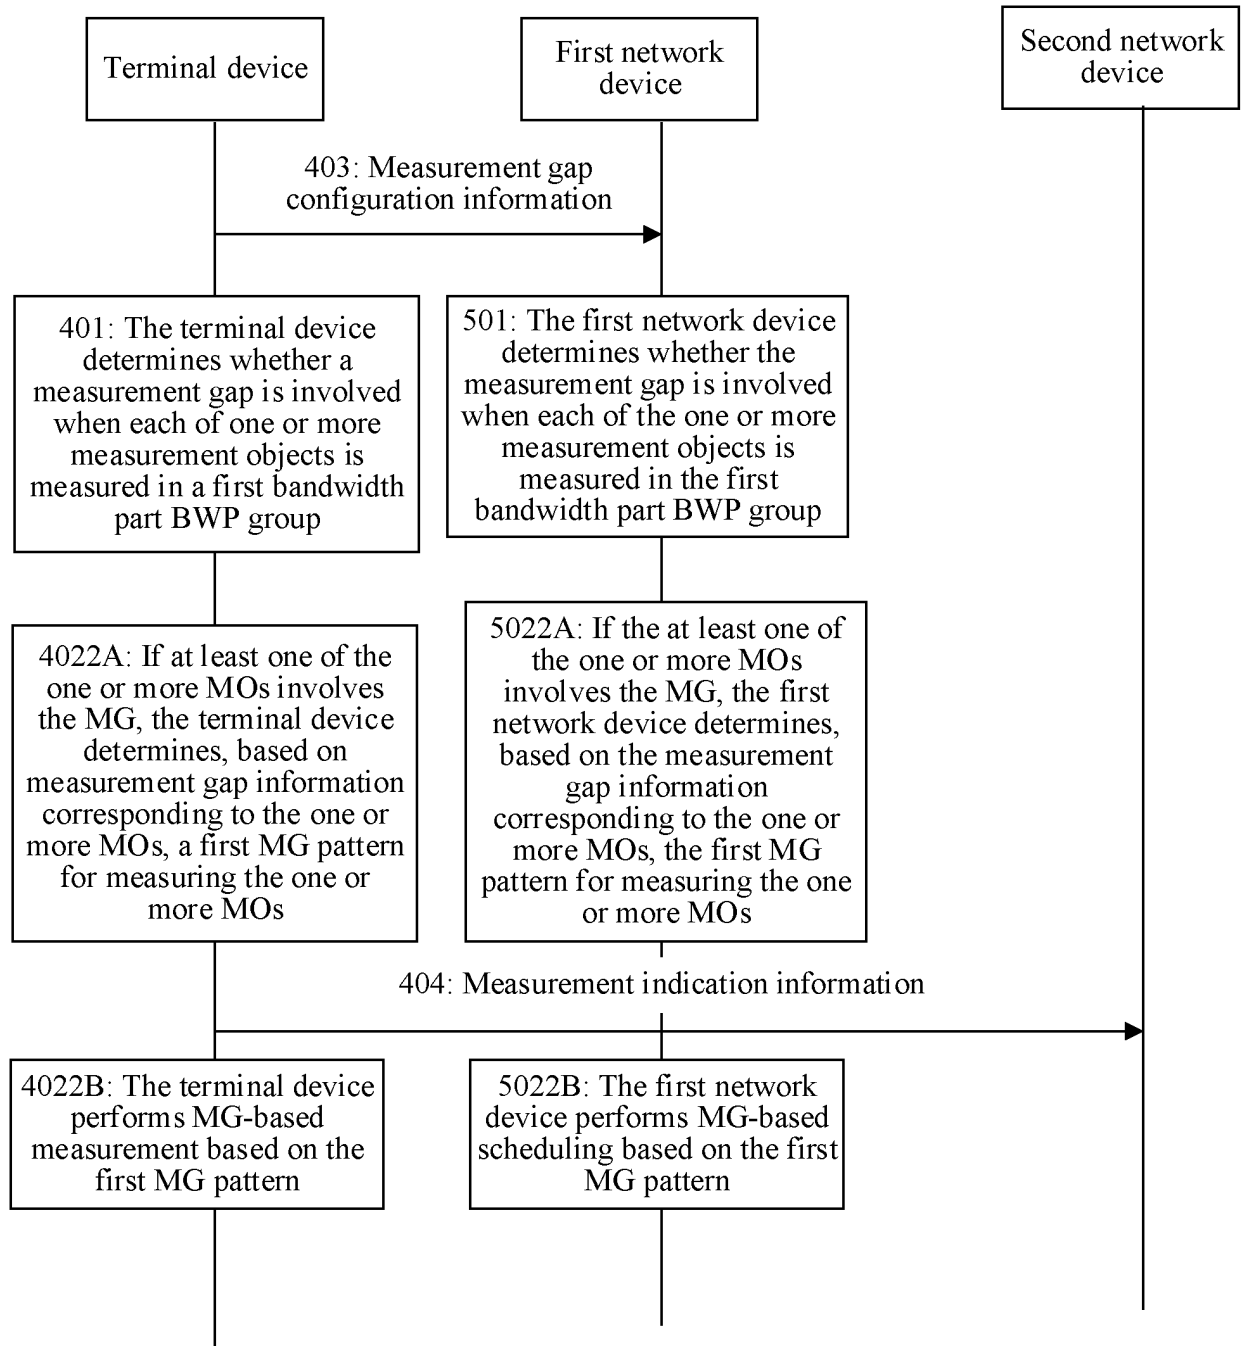 Terminal device
First network
device
Second network
device
403: Measurement gap
configuration information
401: The terminal device
determines whether a
measurement gap is involved
when each of one or more
measurement objects is
measured in a first bandwidth
part BWP group
501: The first network device
determines whether the
measurement gap is involved
when each of the one or more
measurement objects is
measured in the first
bandwidth part BWP group
4022A: If at least one of the
one or more MOs involves
the MG, the terminal device
determines, based on
measurement gap information
corresponding to the one or
more MOs, a first MG pattern
for measuring the one or
more MOs
5022A: If the at least one of
the one or more MOs
involves the MG, the first
network device determines,
based on the measurement
gap information
corresponding to the one or
more MOs, the first MG
pattern for measuring the one
or more MOs
404: Measurement indication information
4022B: The terminal device
performs MG-based
measurement based on the
first MG pattern
5022B: The first network
device performs MG-based
scheduling based on the first
MG pattern